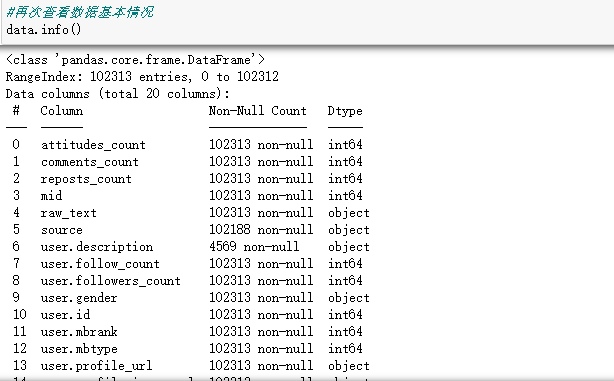 #再次查看数据基本情况
data.info()
<class 'pandas.core.frame.DataFrame'>
RangeIndex: 102313 entries, 0 to 102312
Data columns (total 20 columns):
# Column Non-Null Count Dtype
0 attitudes_count 102313 non-null int64
1 comments_count 102313 non-null int64
2 reposts_count 102313 non-null int64
3 mid 102313 non-null int64
4 raw_text 102313 non-null object
5 source 102188 non-null object
6 user.description 4569 non-null object
7 user.follow_count 102313 non-null int64
8 user.followers_count 102313 non-null int64
9 user.gender 102313 non-null object
10 user.id 102313 non-null int64
11 user.mbrank 102313 non-null int64
12 user.mbtype 102313 non-null int64
13 user.profile_url 102313 non-null object